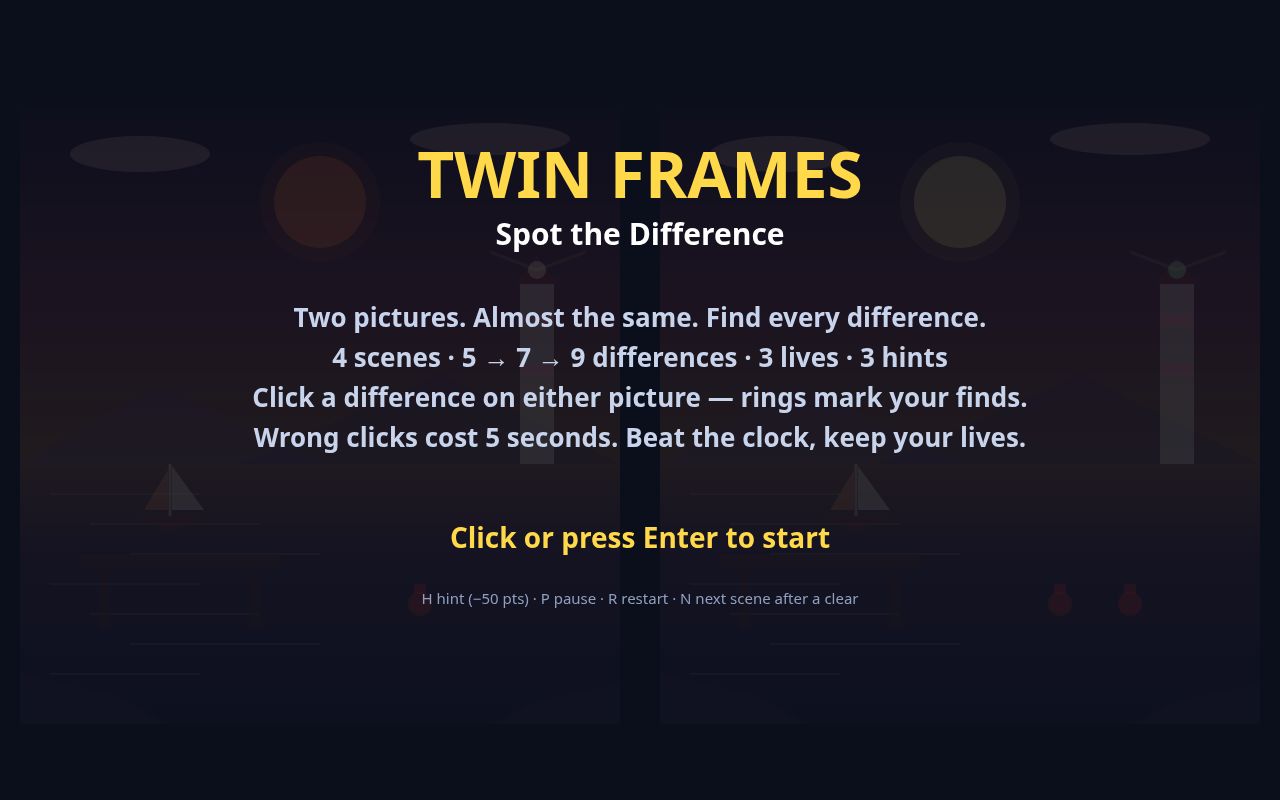 TWIN FRAMES
Spot the Difference
Two pictures. Almost the same. Find every difference.
4 scenes · 5 → 7 → 9 differences · 3 lives · 3 hints
Click a difference on either picture — rings mark your finds.
Wrong clicks cost 5 seconds. Beat the clock, keep your lives.
Click or press Enter to start
H hint (−50 pts) · P pause · R restart · N next scene after a clear